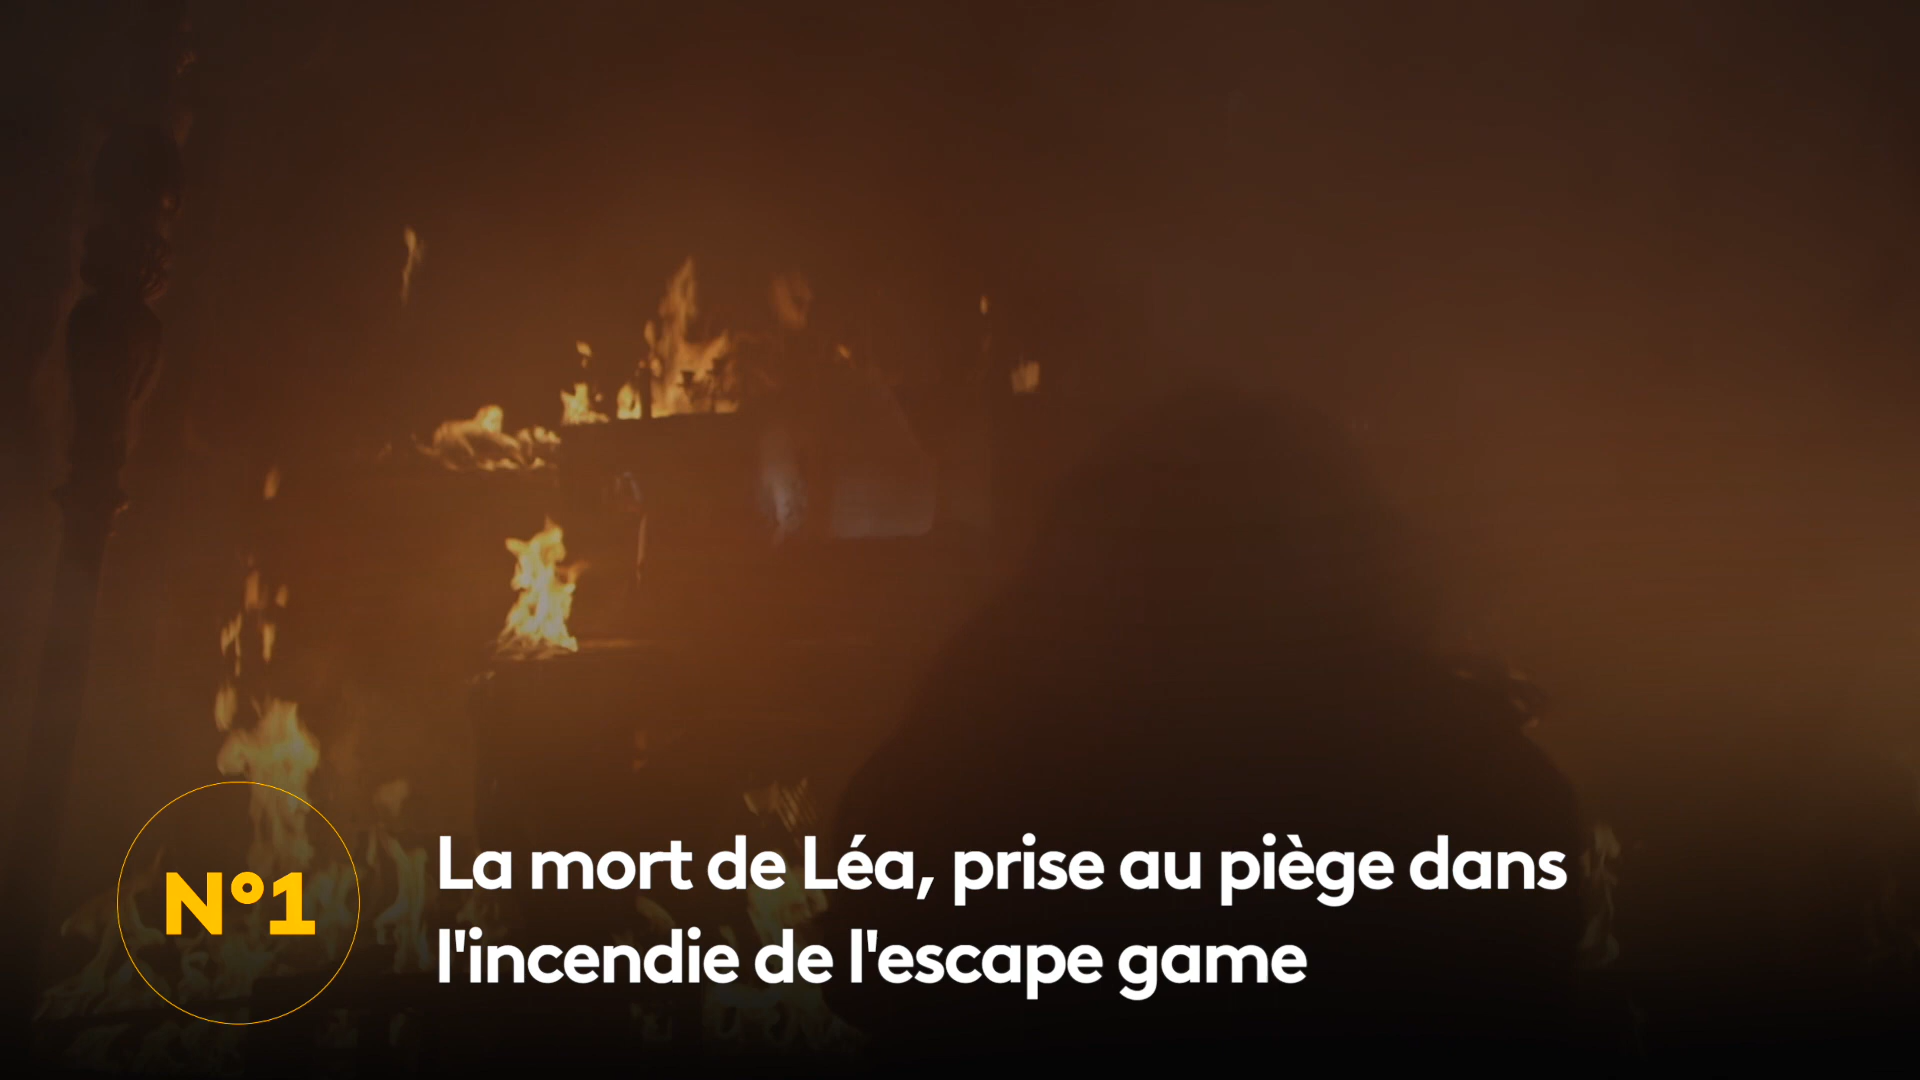 N°1
La mort de Léa, prise au piège dans
l'incendie de l'escape game